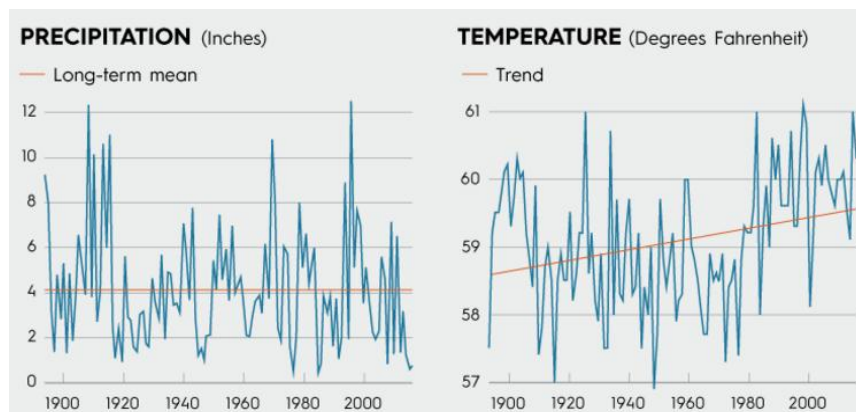 PRECIPITATION (Inches)
Long-term mean
12
10
8
6
4
2
0
1900 1920 1940 1960 1980 2000
TEMPERATURE (Degrees Fahrenheit)
Trend
61
60
59
58
57
1900 1920 1940 1960 1980 2000